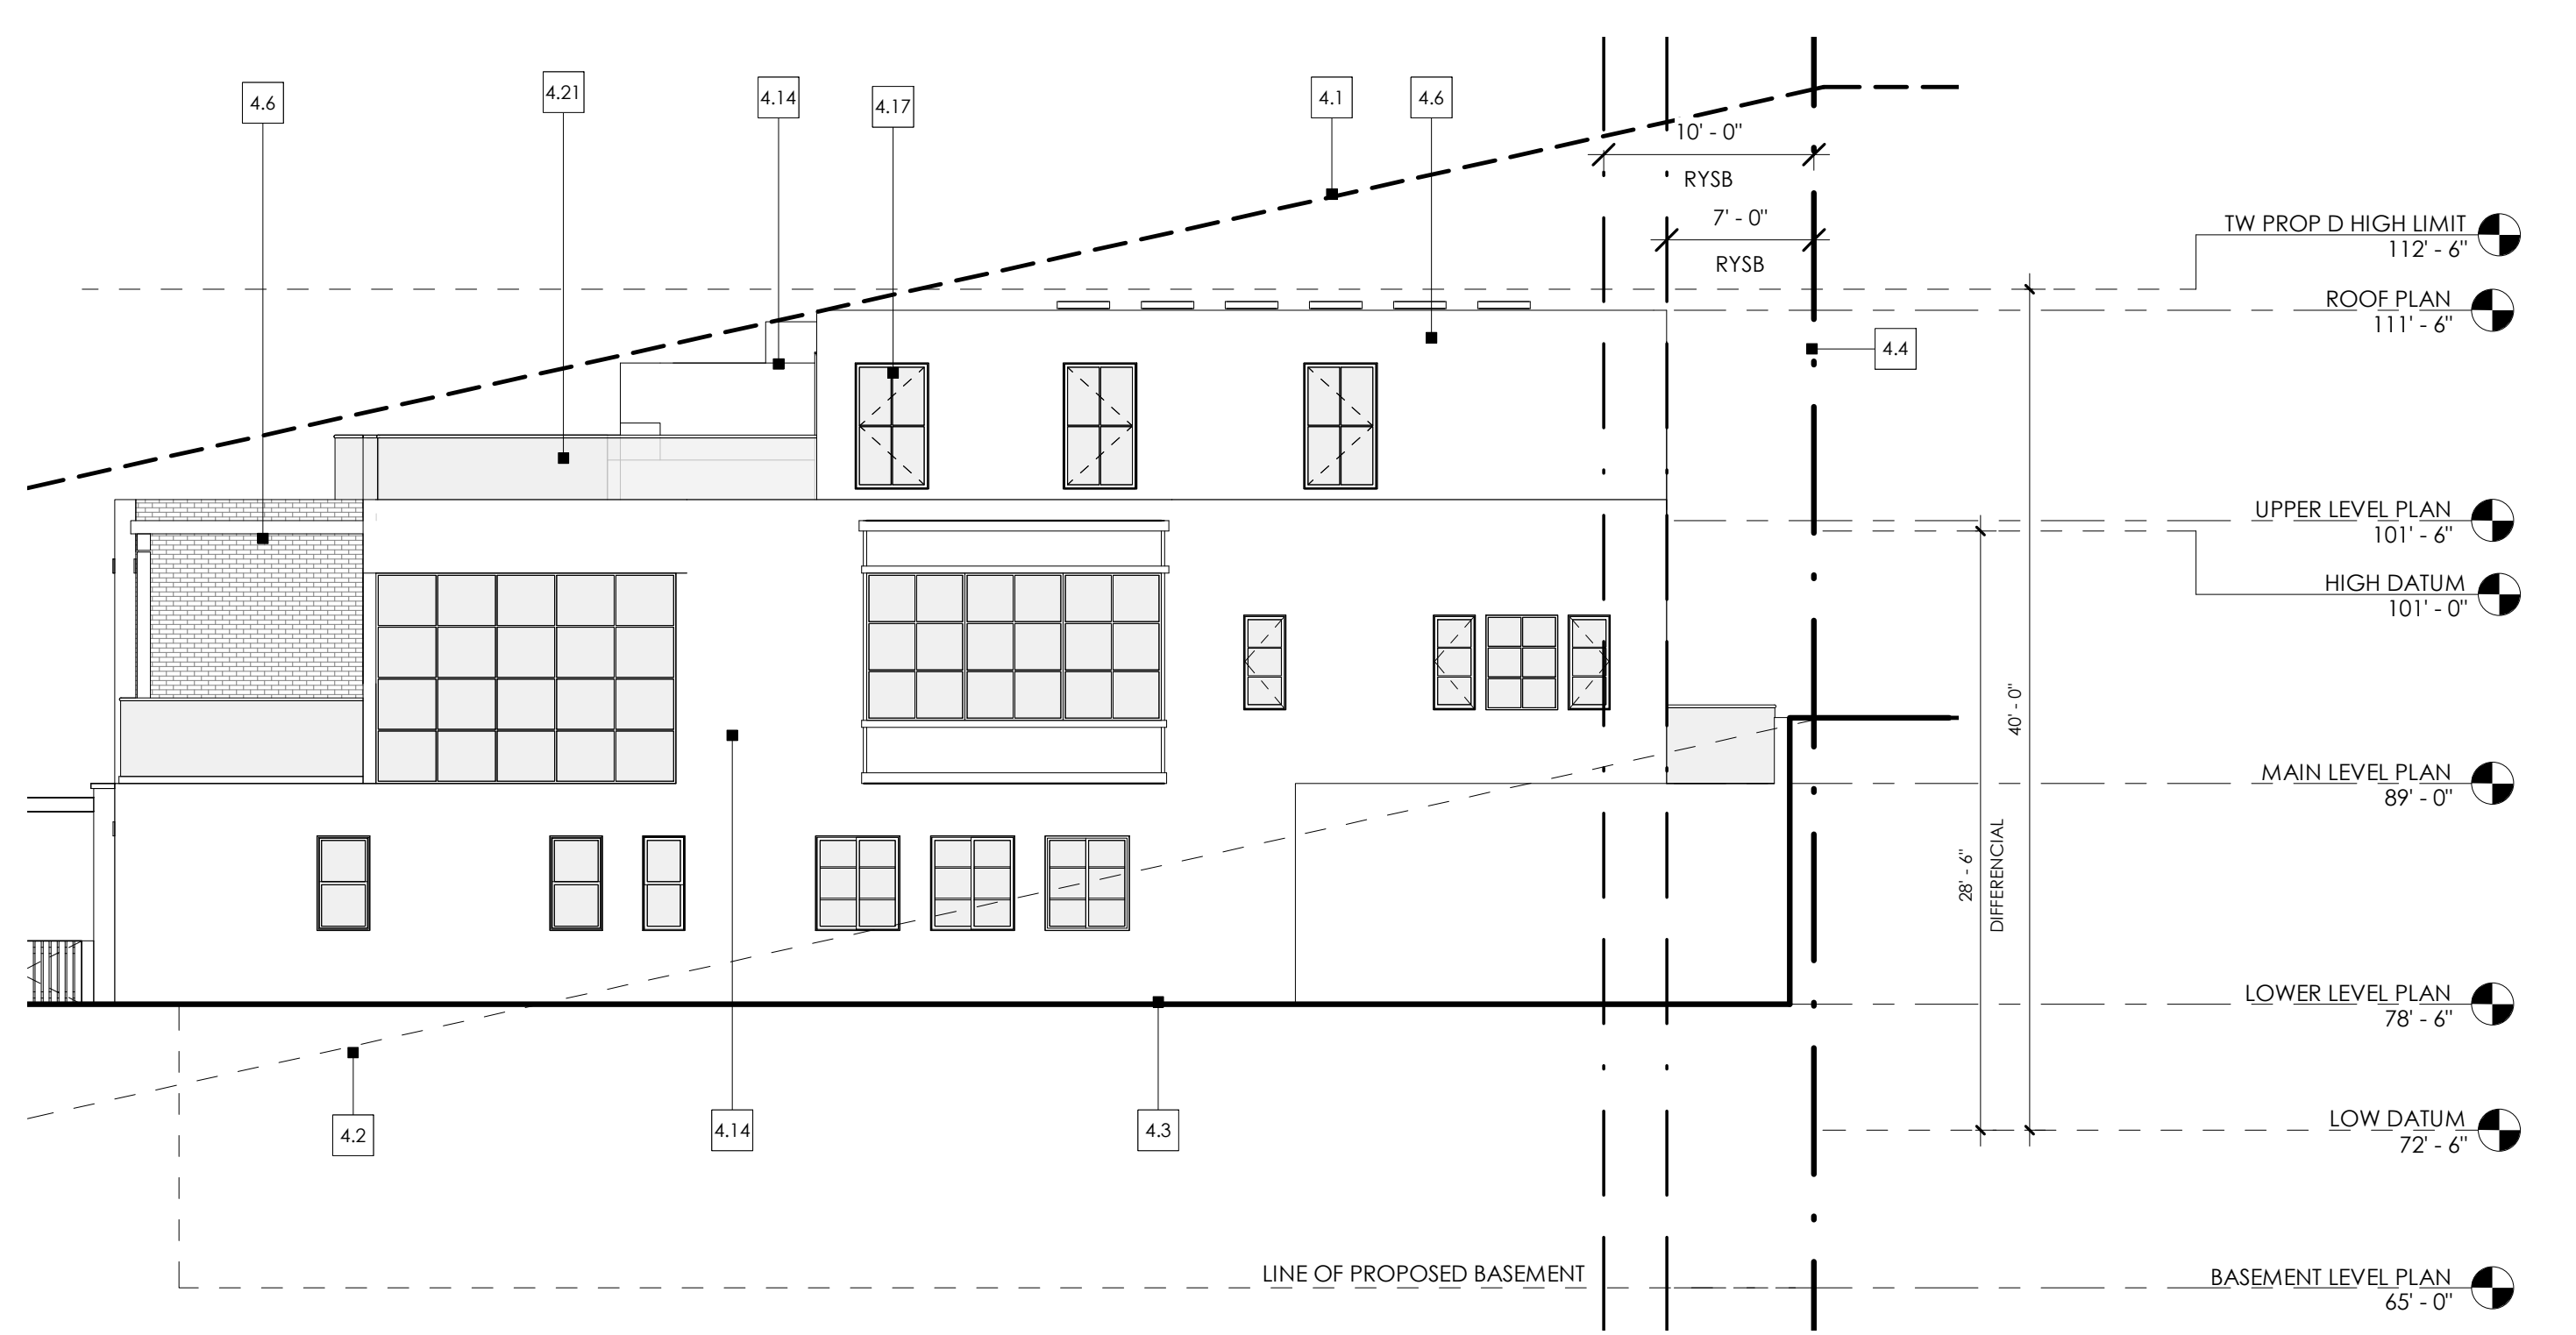 4.6
4.21
4.14
4.17
4.1
4.6
10' - 0"
RYSB
7' - 0"
RYSB
TW PROP D HIGH LIMIT
112' - 6"
ROOF PLAN
111' - 6"
4.4
UPPER LEVEL PLAN
101' - 6"
HIGH DATUM
101' - 0"
40' - 0"
MAIN LEVEL PLAN
89' - 0"
28' - 6"
DIFFERENCIAL
LOWER LEVEL PLAN
78' - 6"
4.2
4.14
4.3
LOW DATUM
72' - 6"
LINE OF PROPOSED BASEMENT
BASEMENT LEVEL PLAN
65' - 0"